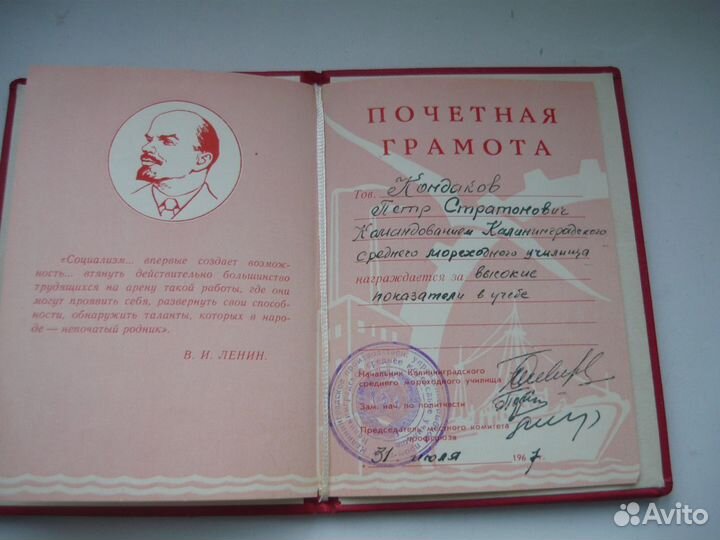 «Социализм... впервые создает возмож-
ность... втянуть действительно большинство
трудящихся на арену такой работы, где они
могут проявить себя, развернуть свои способ-
ности, обнаружить таланты, которых в наро-
де — непочатый родник».
В. И. ЛЕНИН.
ПОЧЕТНАЯ
ГРАМОТА
Тов. Кондаков
Петр Стратонович
Командованием Калининградского
среднего мореходного училища
награждается за высокие
показатели в учебе
Начальник Калининградского
среднего мореходного училища
Зам. нач. по политчасти
Председатель местного комитета
профсоюза
31 июля 1967
Avito